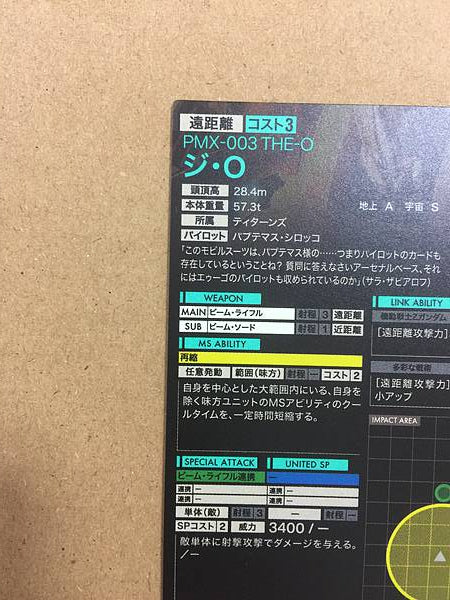 遠距離 コスト3
PMX-003 THE-O
ジ・O
頭頂高 28.4m
本体重量 57.3t
地上 A 宇宙 S
所属 ティターンズ
パイロット パプテマス・シロッコ
「このモビルスーツは、パプテマス様の……つまりパイロットのカードも
存在しているということね? 質問に答えなさいアーセナルベース、それ
にはエゥーゴのパイロットも収められているのか」(サラ・ザビアロフ)
WEAPON
MAIN ビーム・ライフル 射程 3 遠距離
SUB ビーム・ソード 射程 1 近距離
MS ABILITY
再縮
任意発動 範囲(味方) 射程 ― コスト 2
自身を中心とした大範囲内にいる、自身を
除く味方ユニットのMSアビリティのクー
ルタイムを、一定時間短縮する。
LINK ABILITY
機動戦士Zガンダム
[遠距離攻撃力]
多彩な戦術
[遠距離攻撃力]
小アップ
IMPACT AREA
SPECIAL ATTACK UNITED SP
ビーム・ライフル連携 ―
連携 ― 連携 ―
連携 ― 連携 ―
単体(敵) 射程 3 ― 射程 ―
SPコスト 2 威力 3400 / ―
敵単体に射撃攻撃でダメージを与える。
/―